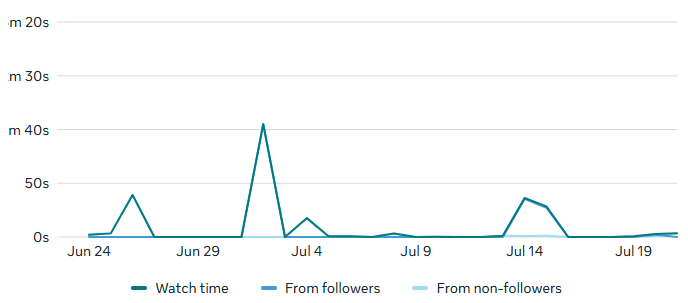 m 20s
m 30s
m 40s
50s
0s
Jun 24 Jun 29 Jul 4 Jul 9 Jul 14 Jul 19
Watch time From followers From non-followers